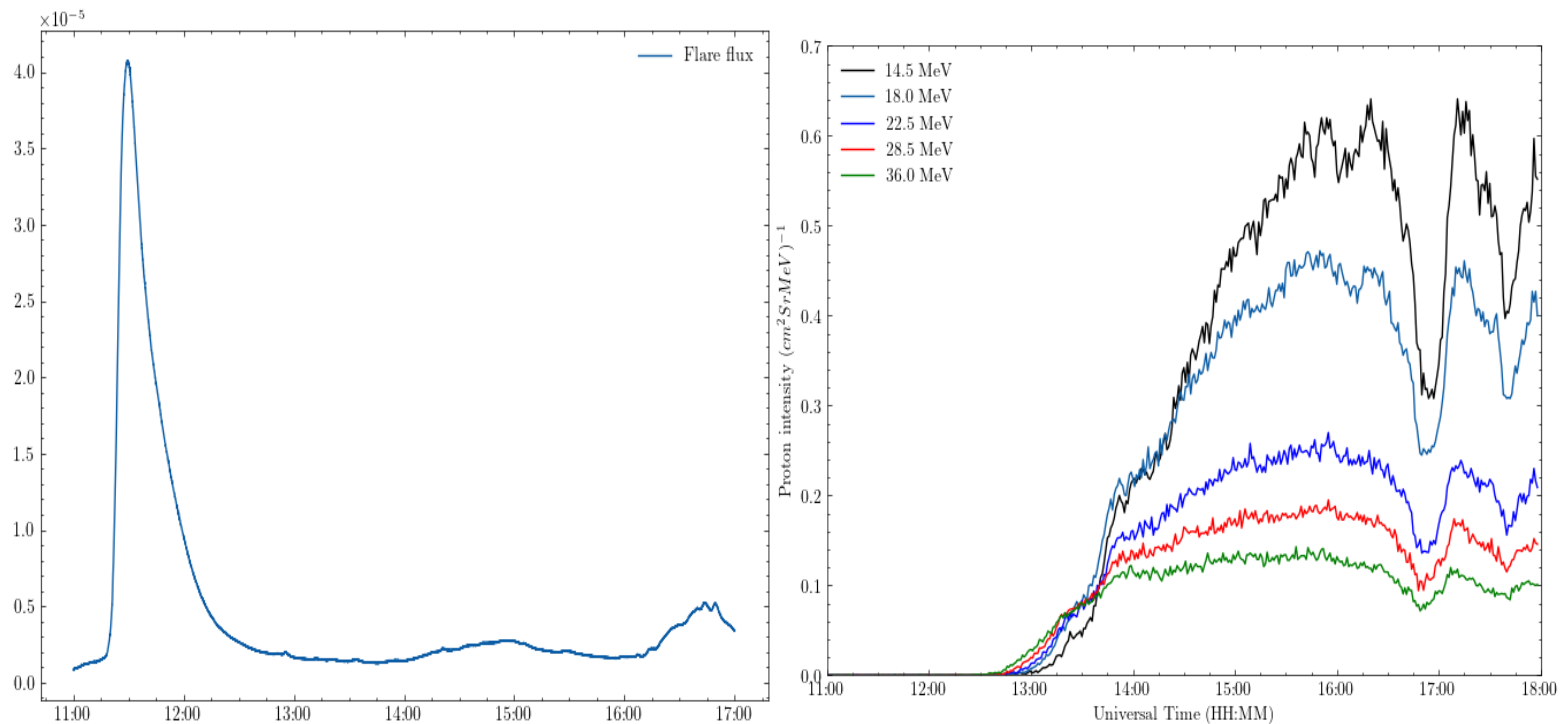 ×10⁻⁵
Flare flux
4.0
3.5
3.0
2.5
2.0
1.5
1.0
0.5
0.0
11:00 12:00 13:00 14:00 15:00 16:00 17:00
14.5 MeV
18.0 MeV
22.5 MeV
28.5 MeV
36.0 MeV
Proton intensity (cm²SrMeV)⁻¹
0.7
0.6
0.5
0.4
0.3
0.2
0.1
0.0
11:00 12:00 13:00 14:00 15:00 16:00 17:00 18:00
Universal Time (HH:MM)